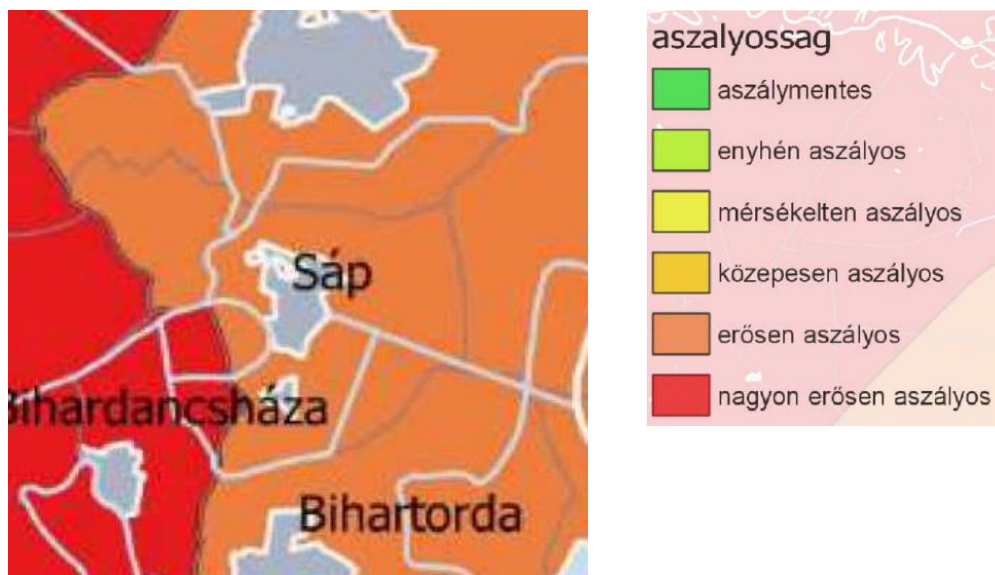 Sáp
Bihardancsháza
Bihartorda
aszalyossag
aszálymentes
enyhén aszályos
mérsékelten aszályos
közepesen aszályos
erősen aszályos
nagyon erősen aszályos